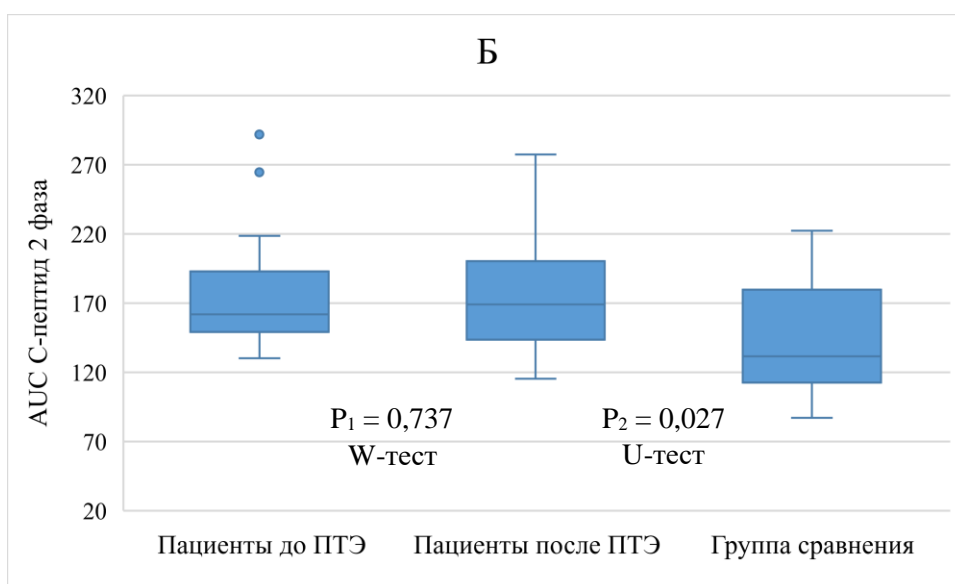 Б
320
270
220
170
120
70
20
AUC С-пептид 2 фаза
P₁ = 0,737
W-тест
P₂ = 0,027
U-тест
Пациенты до ПТЭ
Пациенты после ПТЭ
Группа сравнения